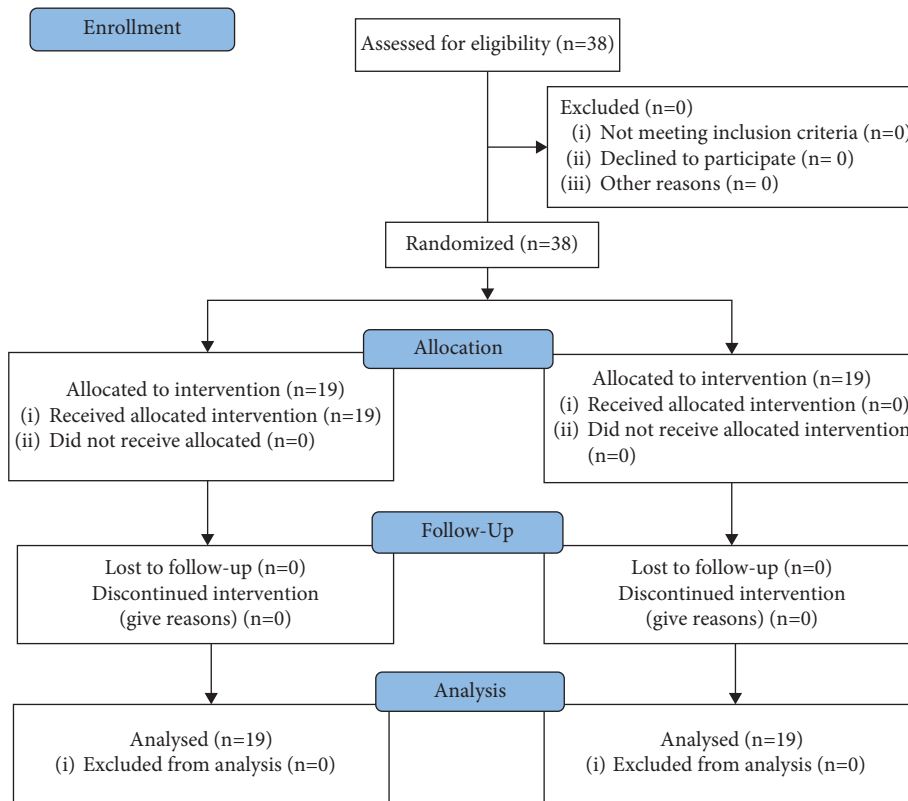 Enrollment
Assessed for eligibility (n=38)
Excluded (n=0)
(i) Not meeting inclusion criteria (n=0)
(ii) Declined to participate (n= 0)
(iii) Other reasons (n= 0)
Randomized (n=38)
Allocation
Allocated to intervention (n=19)
(i) Received allocated intervention (n=19)
(ii) Did not receive allocated (n=0)
Allocated to intervention (n=19)
(i) Received allocated intervention (n=0)
(ii) Did not receive allocated intervention
(n=0)
Follow-Up
Lost to follow-up (n=0)
Discontinued intervention
(give reasons) (n=0)
Lost to follow-up (n=0)
Discontinued intervention
(give reasons) (n=0)
Analysis
Analysed (n=19)
(i) Excluded from analysis (n=0)
Analysed (n=19)
(i) Excluded from analysis (n=0)